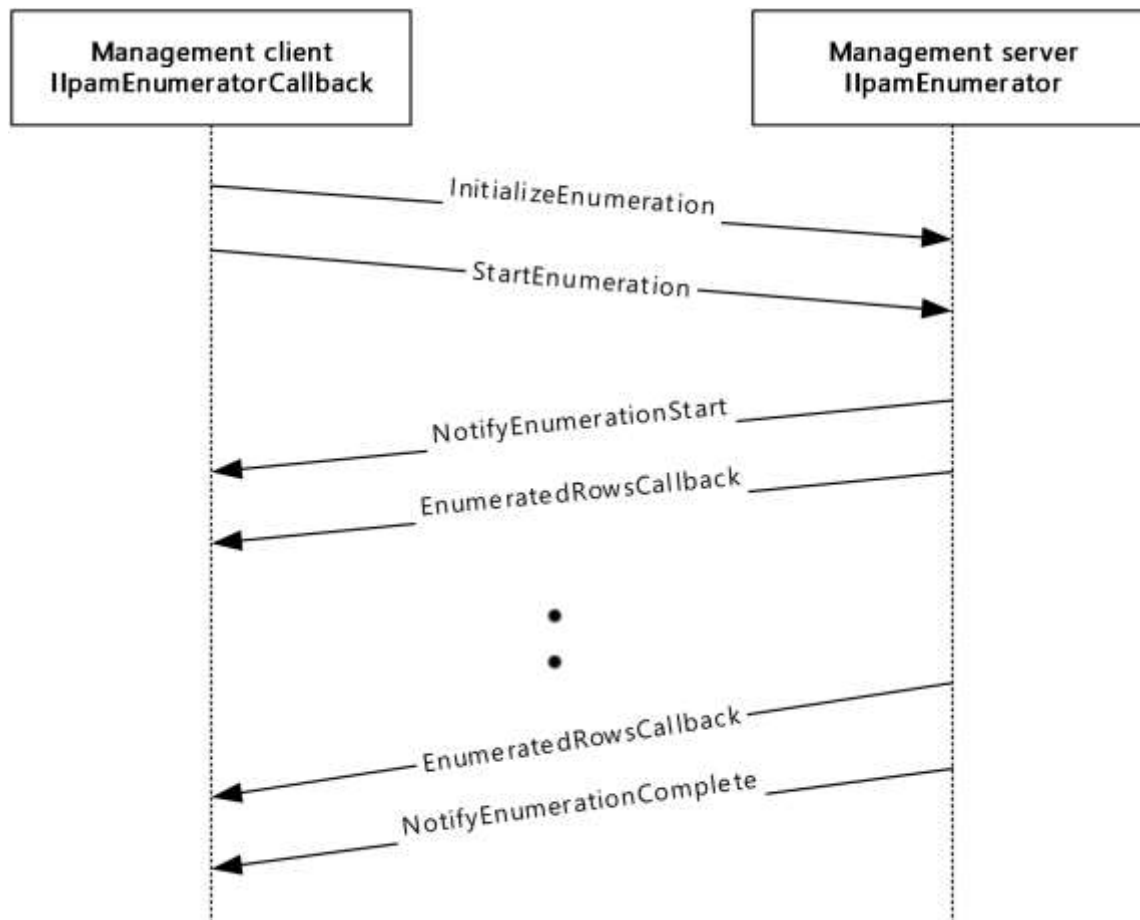 Management client
IIpamEnumeratorCallback
Management server
IIpamEnumerator
InitializeEnumeration
StartEnumeration
NotifyEnumerationStart
EnumeratedRowsCallback
EnumeratedRowsCallback
NotifyEnumerationComplete